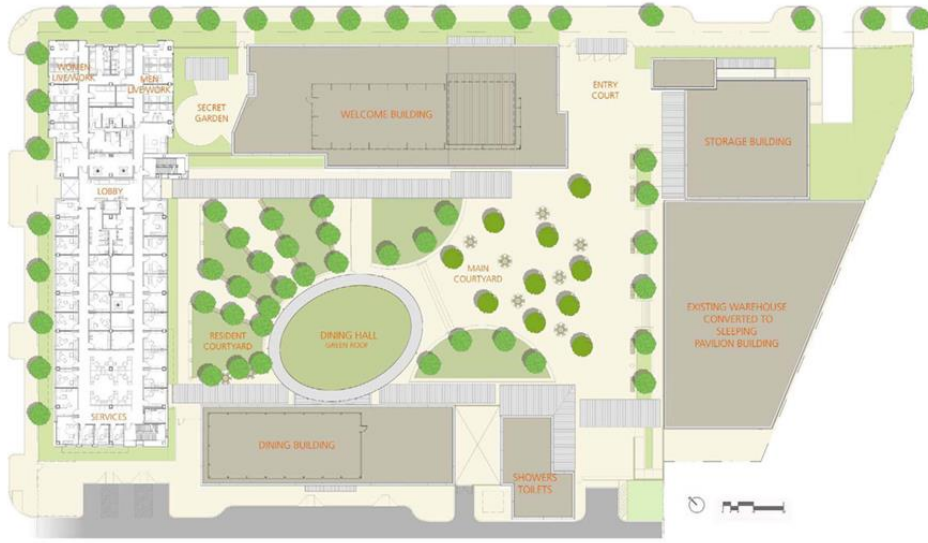 WOMEN
LIVE/WORK
MEN
LIVE/WORK
SECRET
GARDEN
WELCOME BUILDING
ENTRY
COURT
STORAGE BUILDING
LOBBY
MAIN
COURTYARD
RESIDENT
COURTYARD
DINING HALL
GREEN ROOF
EXISTING WAREHOUSE
CONVERTED TO
SLEEPING
PAVILION BUILDING
SERVICES
DINING BUILDING
SHOWERS
TOILETS